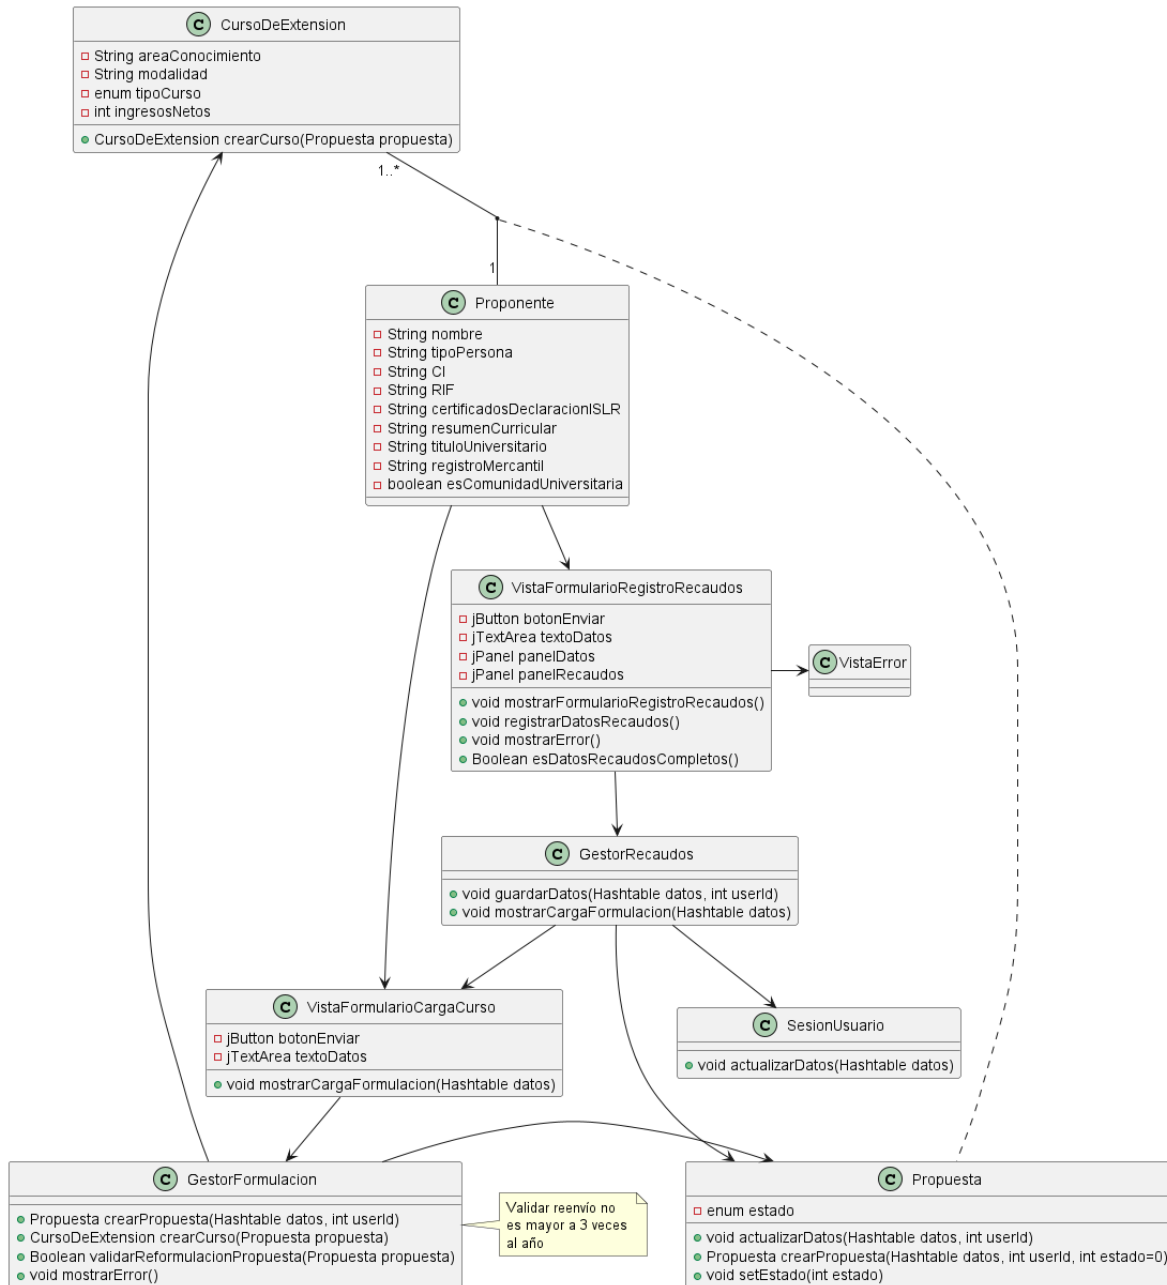 C CursoDeExtension
String areaConocimiento
String modalidad
enum tipoCurso
int ingresosNetos
CursoDeExtension crearCurso(Propuesta propuesta)
1..*
1
C Proponente
String nombre
String tipoPersona
String CI
String RIF
String certificadosDeclaracionISLR
String resumenCurricular
String tituloUniversitario
String registroMercantil
boolean esComunidadUniversitaria
C VistaFormularioRegistroRecaudos
jButton botonEnviar
jTextArea textoDatos
jPanel panelDatos
jPanel panelRecaudos
void mostrarFormularioRegistroRecaudos()
void registrarDatosRecaudos()
void mostrarError()
Boolean esDatosRecaudosCompletos()
C VistaError
C GestorRecaudos
void guardarDatos(Hashtable datos, int userId)
void mostrarCargaFormulacion(Hashtable datos)
C VistaFormularioCargaCurso
jButton botonEnviar
jTextArea textoDatos
void mostrarCargaFormulacion(Hashtable datos)
C SesionUsuario
void actualizarDatos(Hashtable datos)
C GestorFormulacion
Propuesta crearPropuesta(Hashtable datos, int userId)
CursoDeExtension crearCurso(Propuesta propuesta)
Boolean validarReformulacionPropuesta(Propuesta propuesta)
void mostrarError()
Validar reenvío no
es mayor a 3 veces
al año
C Propuesta
enum estado
void actualizarDatos(Hashtable datos, int userId)
Propuesta crearPropuesta(Hashtable datos, int userId, int estado=0)
void setEstado(int estado)